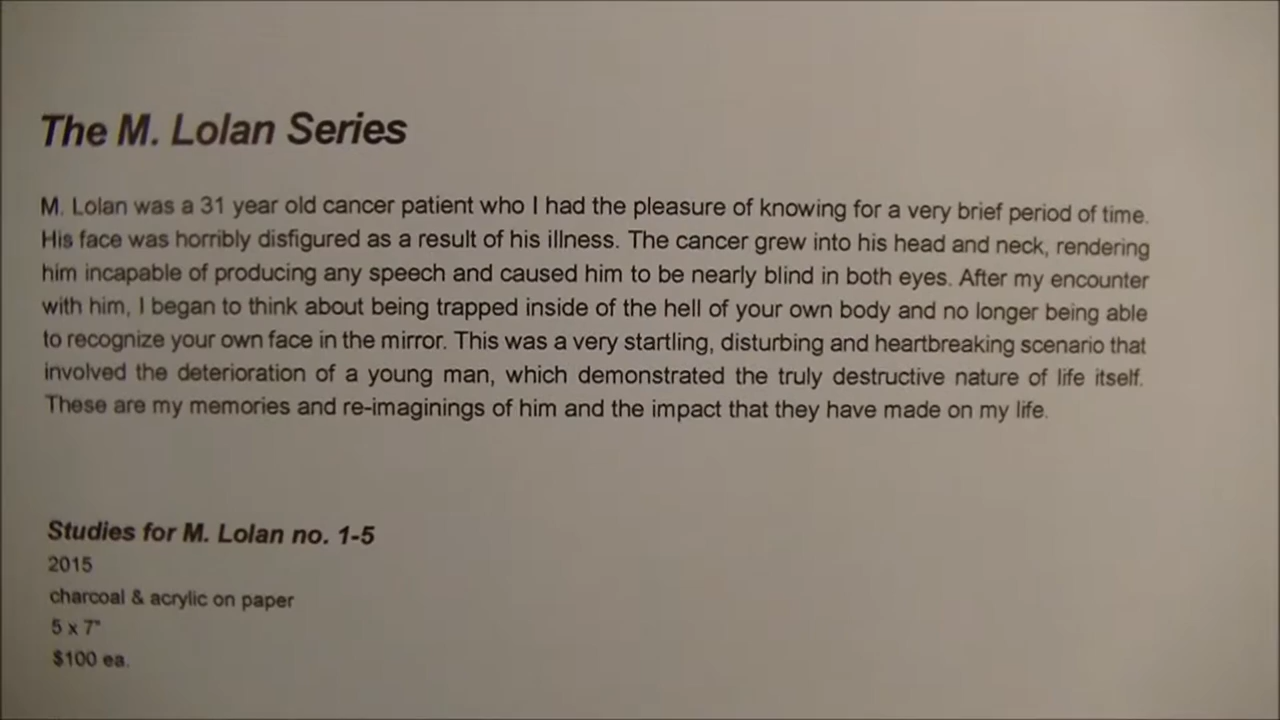 The M. Lolan Series
M. Lolan was a 31 year old cancer patient who I had the pleasure of knowing for a very brief period of time.
His face was horribly disfigured as a result of his illness. The cancer grew into his head and neck, rendering
him incapable of producing any speech and caused him to be nearly blind in both eyes. After my encounter
with him, I began to think about being trapped inside of the hell of your own body and no longer being able
to recognize your own face in the mirror. This was a very startling, disturbing and heartbreaking scenario that
involved the deterioration of a young man, which demonstrated the truly destructive nature of life itself.
These are my memories and re-imaginings of him and the impact that they have made on my life.
Studies for M. Lolan no. 1-5
2015
charcoal & acrylic on paper
5 x 7"
$100 ea.